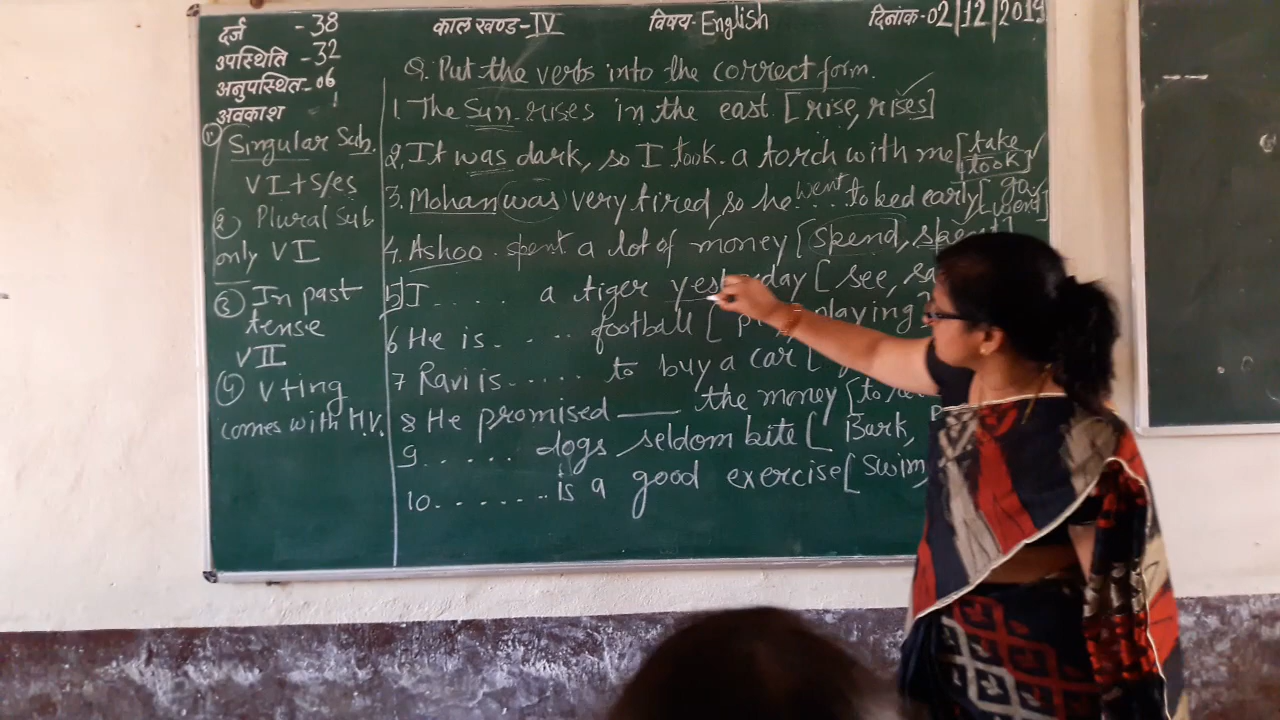 दर्ज - 38
उपस्थिति - 32
अनुपस्थित - 06
अवकाश 1
काल खण्ड - IV
विषय - English
दिनांक - 02/12/2019
① Singular Sub.
V I + S/es
② Plural Sub
only V I
③ In past
tense
V II
④ V + ing
comes with H.V.
Q. Put the verbs into the correct form.
1. The Sun rises in the east [rise, rises]
2. It was dark, so I took a torch with me [take
took]
3. Mohan was very tired, so he went to bed early [go
went]
4. Ashoo spent a lot of money [spend,
5] I ..... a tiger yesterday [see,
6 He is .... football [ playing]
7 Ravi is ..... to buy a car [
8 He promised ___ the money [to
9 ..... dogs seldom bite [Bark,
10 ....... is a good exercise [swim,